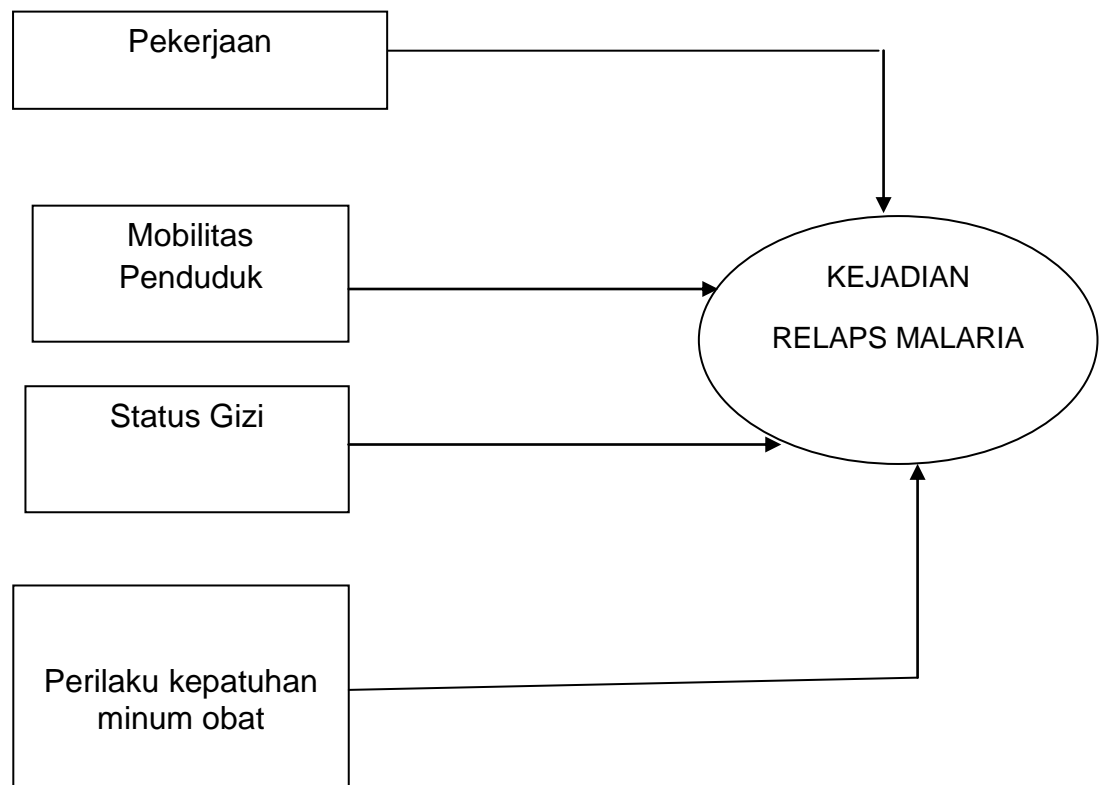 Pekerjaan
Mobilitas
Penduduk
KEJADIAN
RELAPS MALARIA
Status Gizi
Perilaku kepatuhan
minum obat